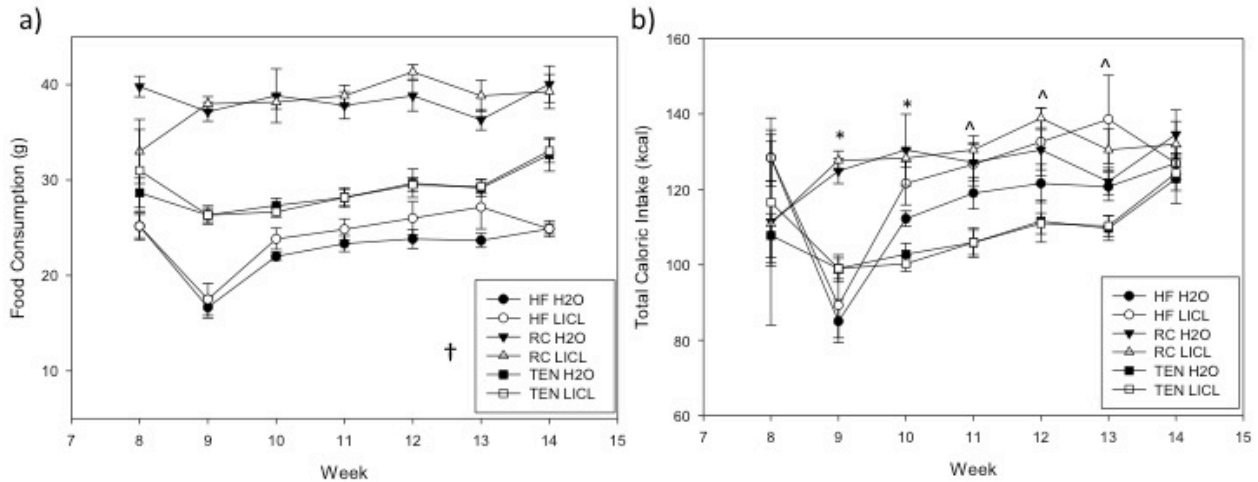 a)
Food Consumption (g)
40
30
20
10
7 8 9 10 11 12 13 14 15
Week
†
HF H2O
HF LICL
RC H2O
RC LICL
TEN H2O
TEN LICL
b)
Total Caloric Intake (kcal)
160
140
120
100
80
60
* * ^ ^ ^
7 8 9 10 11 12 13 14 15
Week
HF H2O
HF LICL
RC H2O
RC LICL
TEN H2O
TEN LICL